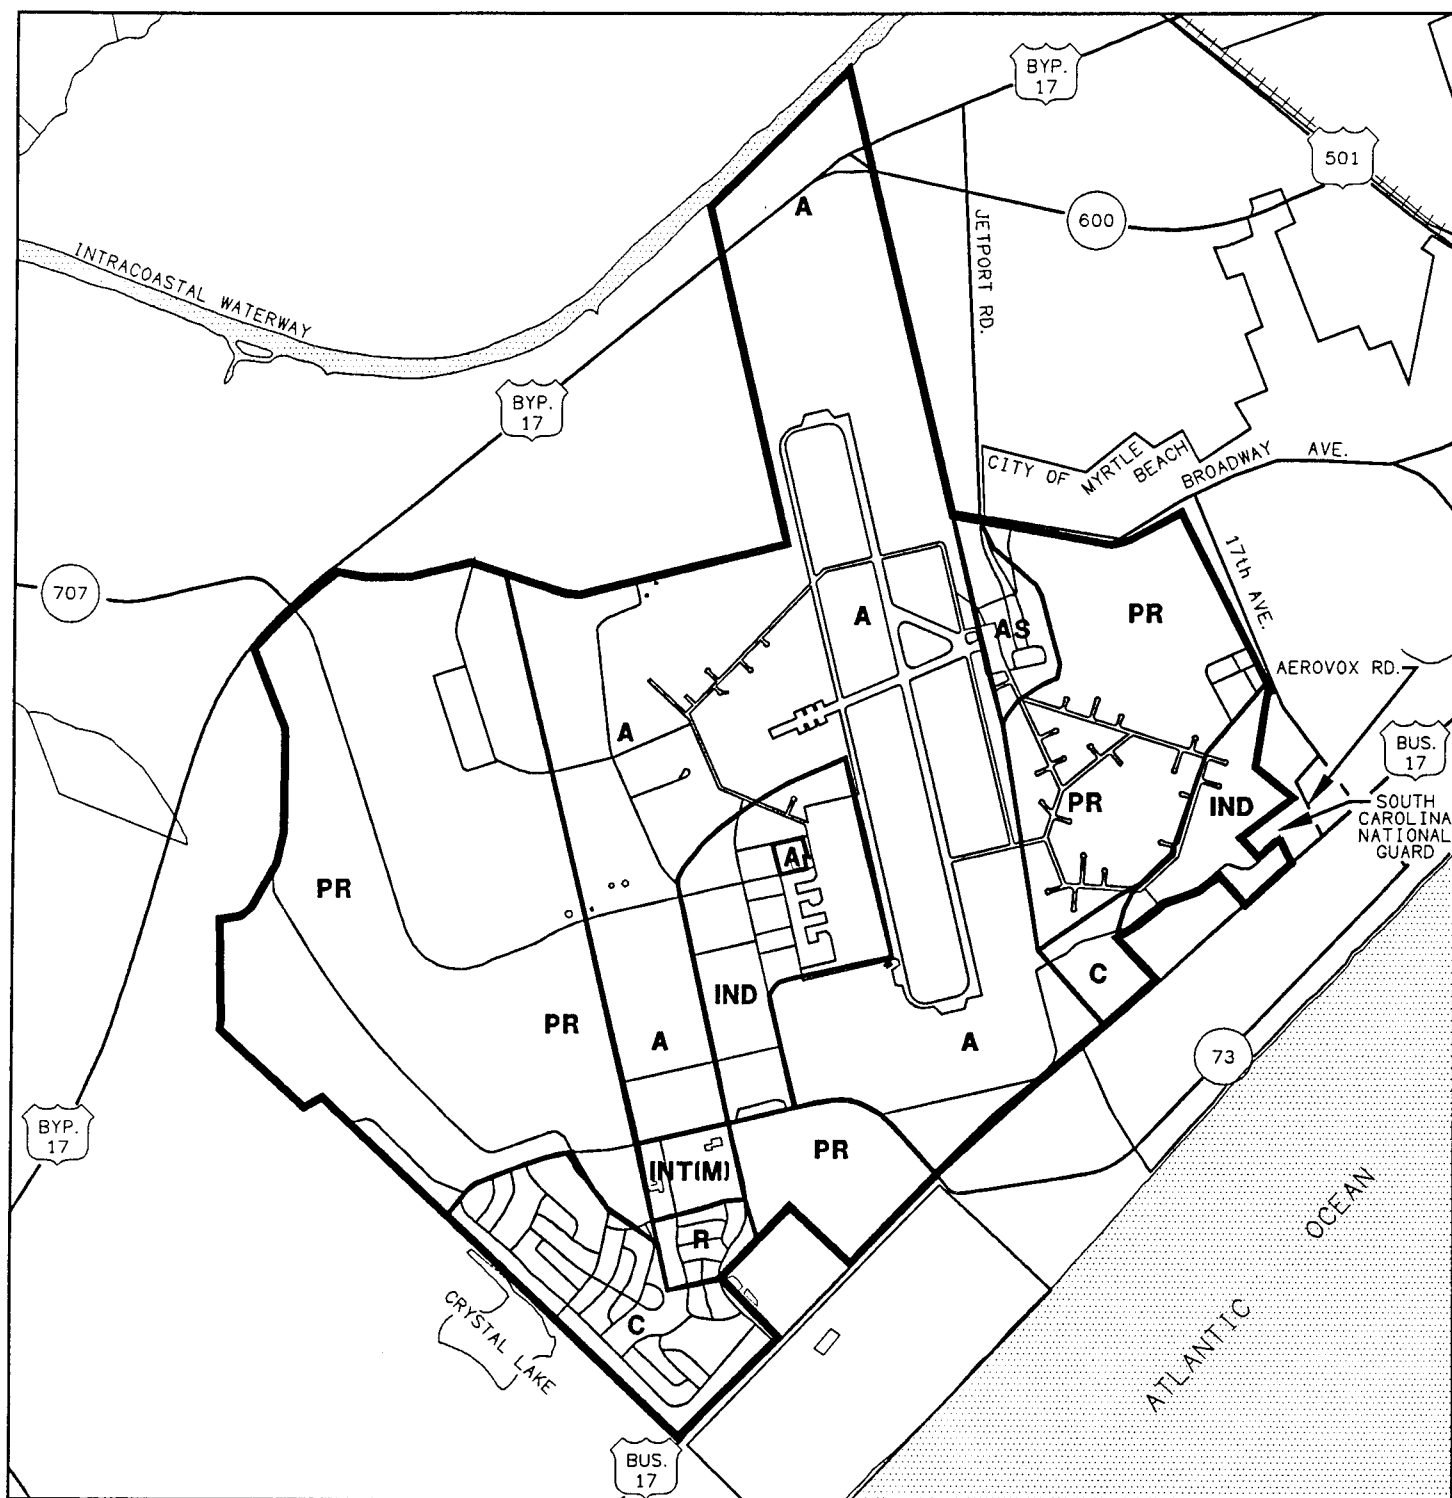 BYP.
17
501
A
600
JETPORT RD.
INTRACOASTAL WATERWAY
BYP.
17
CITY OF MYRTLE BEACH
BROADWAY AVE.
17th AVE.
707
A
AS
PR
AEROVOX RD.
BUS.
17
A
PR
IND
SOUTH
CAROLINA
NATIONAL
GUARD
A
PR
C
IND
PR
A
A
73
BYP.
17
PR
INT(M)
R
C
CRYSTAL LAKE
ATLANTIC OCEAN
BUS.
17